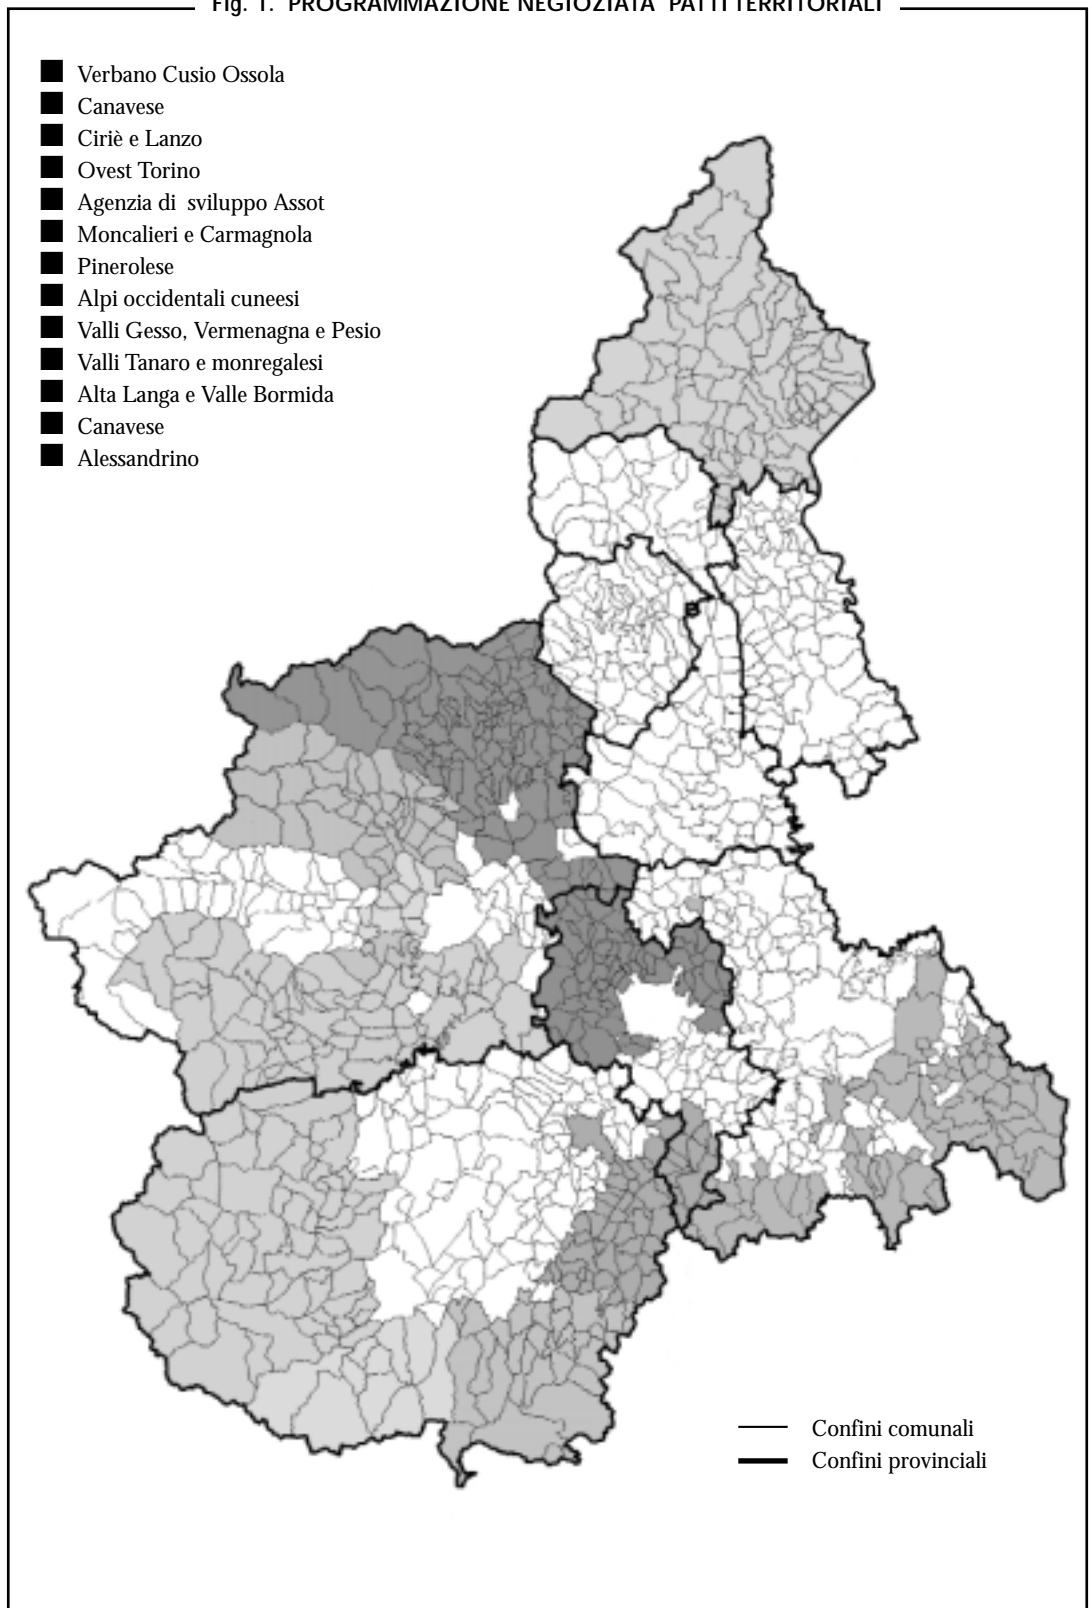 Fig. 1. PROGRAMMAZIONE NEGIOZIATA PATTI TERRITORIALI
Verbano Cusio Ossola
Canavese
Ciriè e Lanzo
Ovest Torino
Agenzia di sviluppo Assot
Moncalieri e Carmagnola
Pinerolese
Alpi occidentali cuneesi
Valli Gesso, Vermenagna e Pesio
Valli Tanaro e monregalesi
Alta Langa e Valle Bormida
Canavese
Alessandrino
Confini comunali
Confini provinciali